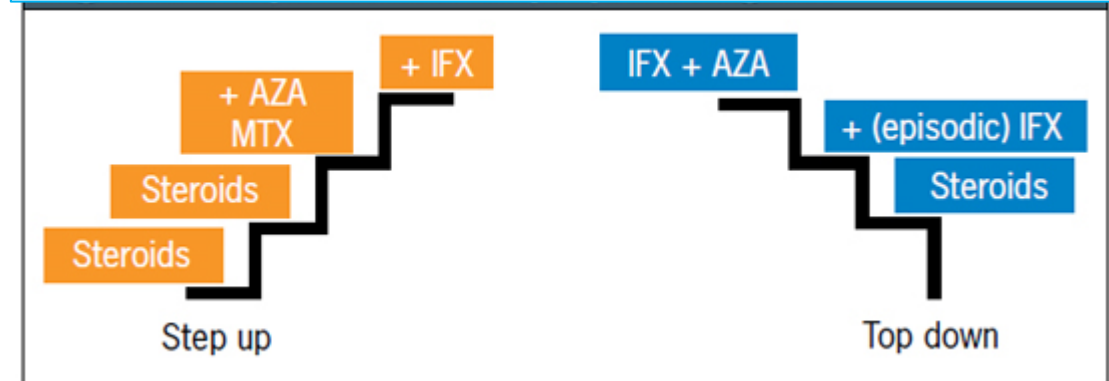 + IFX
+ AZA
MTX
Steroids
Steroids
Step up
IFX + AZA
+ (episodic) IFX
Steroids
Top down